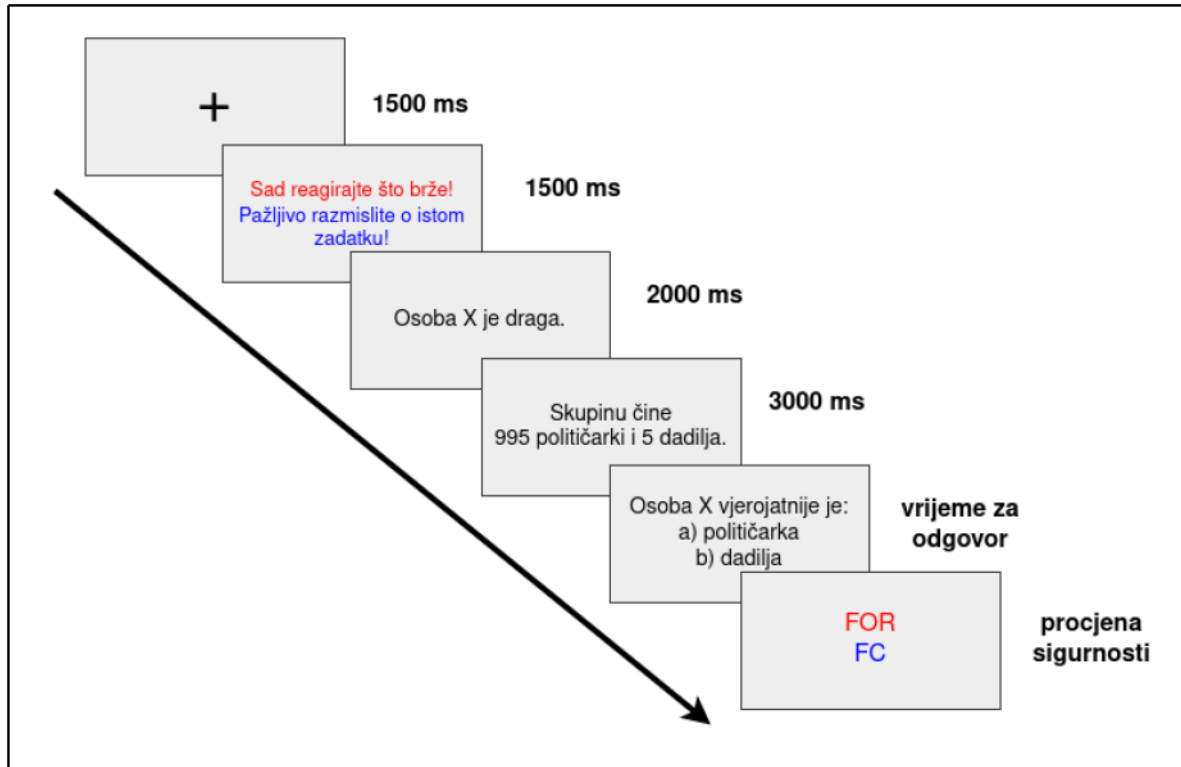 +
1500 ms
Sad reagirajte što brže!
Pažljivo razmislite o istom
zadatku!
1500 ms
Osoba X je draga.
2000 ms
Skupinu čine
995 političarki i 5 dadilja.
3000 ms
Osoba X vjerojatnije je:
a) političarka
b) dadilja
vrijeme za
odgovor
FOR
FC
procjena
sigurnosti